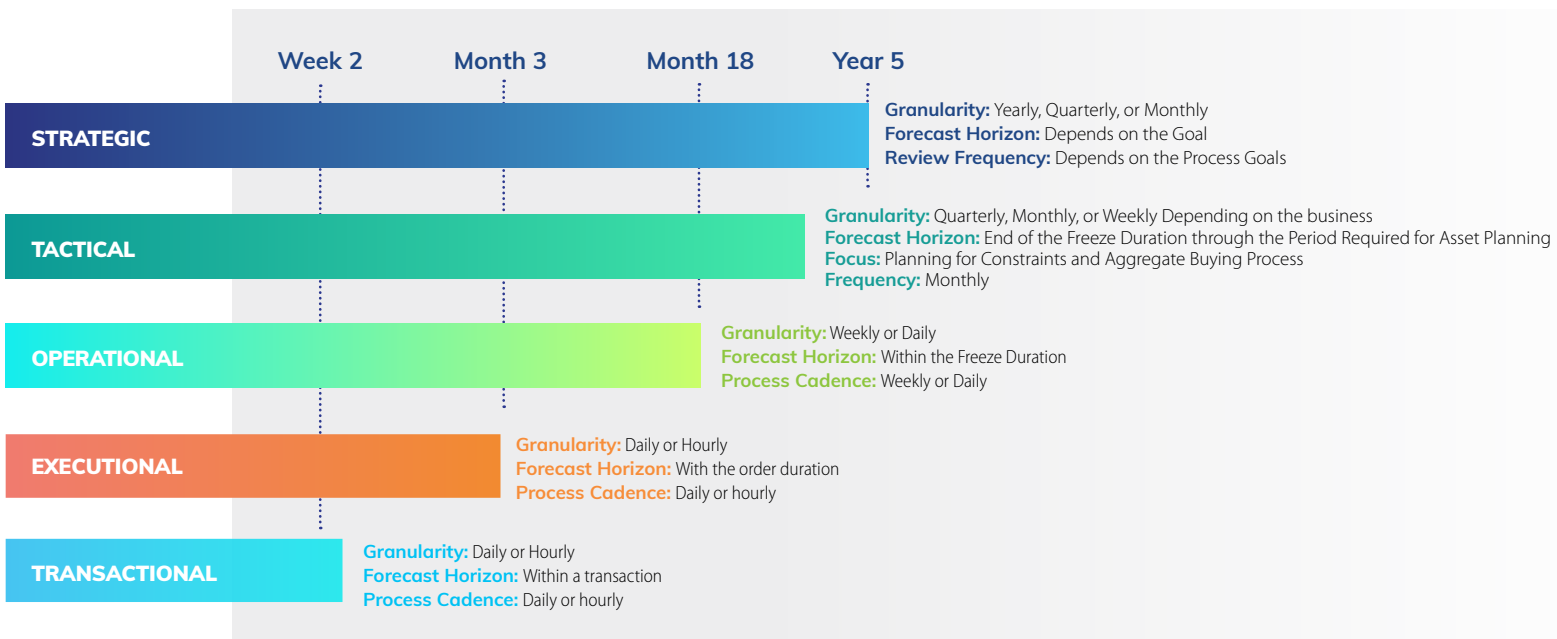 Week 2 Month 3 Month 18 Year 5
STRATEGIC
Granularity: Yearly, Quarterly, or Monthly
Forecast Horizon: Depends on the Goal
Review Frequency: Depends on the Process Goals
TACTICAL
Granularity: Quarterly, Monthly, or Weekly Depending on the business
Forecast Horizon: End of the Freeze Duration through the Period Required for Asset Planning
Focus: Planning for Constraints and Aggregate Buying Process
Frequency: Monthly
OPERATIONAL
Granularity: Weekly or Daily
Forecast Horizon: Within the Freeze Duration
Process Cadence: Weekly or Daily
EXECUTIONAL
Granularity: Daily or Hourly
Forecast Horizon: With the order duration
Process Cadence: Daily or hourly
TRANSACTIONAL
Granularity: Daily or Hourly
Forecast Horizon: Within a transaction
Process Cadence: Daily or hourly